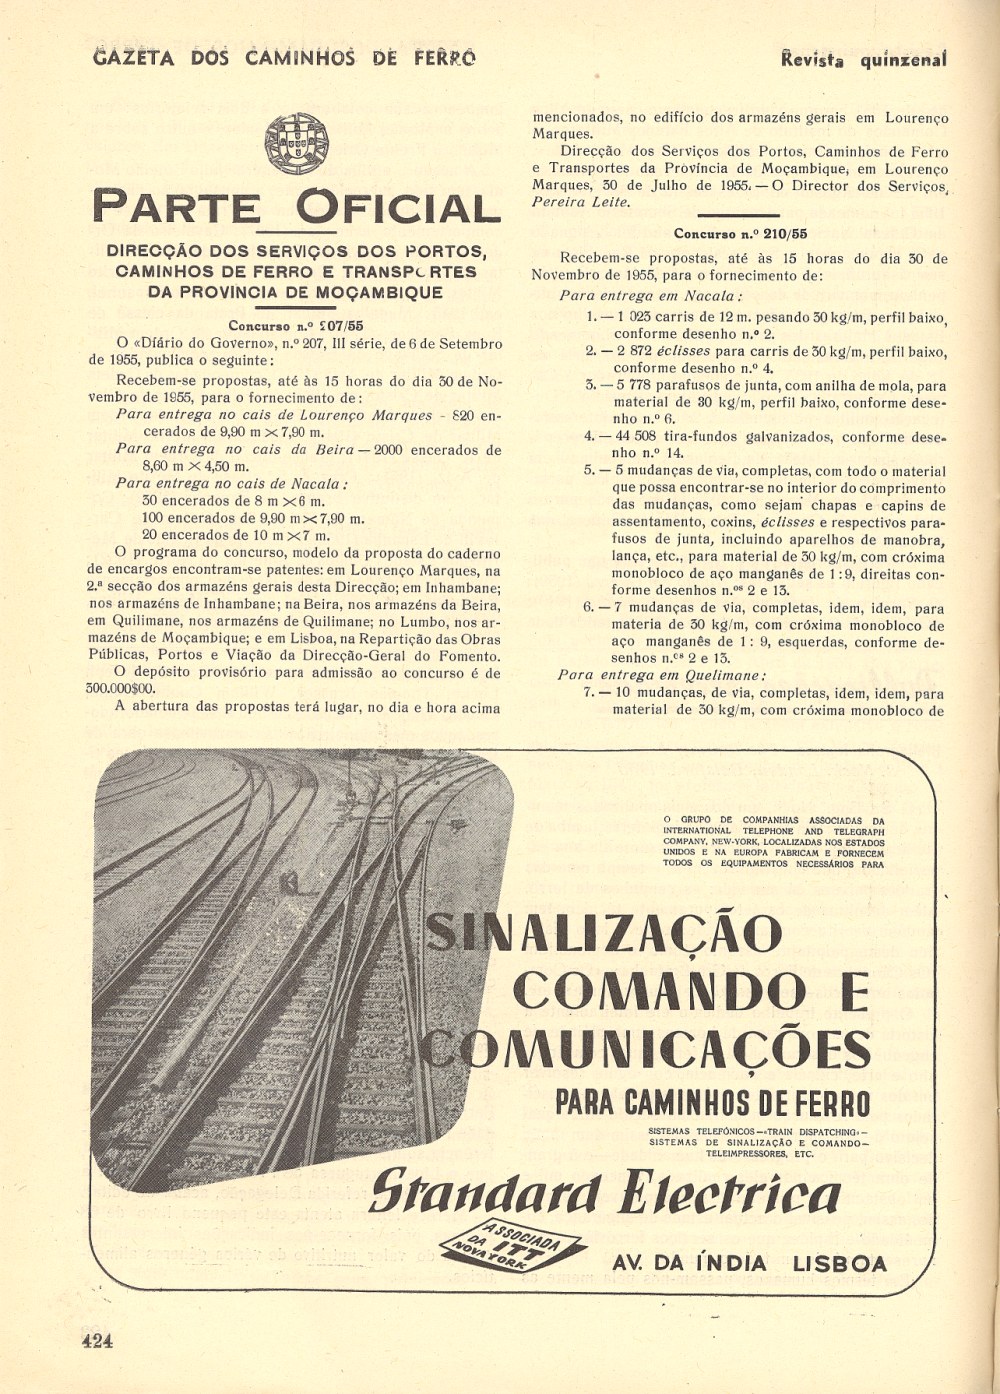 GAZETA DOS CAMINHOS DE FERRO
Revista quinzenal
PARTE OFICIAL
DIRECÇÃO DOS SERVIÇOS DOS PORTOS,
CAMINHOS DE FERRO E TRANSPORTES
DA PROVINCIA DE MOÇAMBIQUE
Concurso n.º 207/55
O «Diário do Governo», n.º 207, III série, de 6 de Setembro
de 1955, publica o seguinte:
Recebem-se propostas, até às 15 horas do dia 30 de No-
vembro de 1955, para o fornecimento de:
Para entrega no cais de Lourenço Marques - 820 en-
cerados de 9,90 m × 7,90 m.
Para entrega no cais da Beira — 2000 encerados de
8,60 m × 4,50 m.
Para entrega no cais de Nacala:
30 encerados de 8 m × 6 m.
100 encerados de 9,90 m × 7,90 m.
20 encerados de 10 m × 7 m.
O programa do concurso, modelo da proposta do caderno
de encargos encontram-se patentes: em Lourenço Marques, na
2.ª secção dos armazéns gerais desta Direcção; em Inhambane;
nos armazéns de Inhambane; na Beira, nos armazéns da Beira,
em Quilimane, nos armazéns de Quilimane; no Lumbo, nos ar-
mazéns de Moçambique; e em Lisboa, na Repartição das Obras
Públicas, Portos e Viação da Direcção-Geral do Fomento.
O depósito provisório para admissão ao concurso é de
300.000$00.
A abertura das propostas terá lugar, no dia e hora acima
mencionados, no edifício dos armazéns gerais em Lourenço
Marques.
Direcção dos Serviços dos Portos, Caminhos de Ferro
e Transportes da Província de Moçambique, em Lourenço
Marques, 30 de Julho de 1955. — O Director dos Serviços,
Pereira Leite.
Concurso n.º 210/55
Recebem-se propostas, até às 15 horas do dia 30 de
Novembro de 1955, para o fornecimento de:
Para entrega em Nacala:
1. — 1 023 carris de 12 m. pesando 30 kg/m, perfil baixo,
conforme desenho n.º 2.
2. — 2 872 éclisses para carris de 30 kg/m, perfil baixo,
conforme desenho n.º 4.
3. — 5 778 parafusos de junta, com anilha de mola, para
material de 30 kg/m, perfil baixo, conforme dese-
nho n.º 6.
4. — 44 508 tira-fundos galvanizados, conforme dese-
nho n.º 14.
5. — 5 mudanças de via, completas, com todo o material
que possa encontrar-se no interior do comprimento
das mudanças, como sejam chapas e capins de
assentamento, coxins, éclisses e respectivos para-
fusos de junta, incluindo aparelhos de manobra,
lança, etc., para material de 30 kg/m, com cróxima
monobloco de aço manganês de 1:9, direitas con-
forme desenhos n.os 2 e 13.
6. — 7 mudanças de via, completas, idem, idem, para
materia de 30 kg/m, com cróxima monobloco de
aço manganês de 1: 9, esquerdas, conforme de-
senhos n.os 2 e 13.
Para entrega em Quelimane:
7. — 10 mudanças, de via, completas, idem, idem, para
material de 30 kg/m, com cróxima monobloco de
O GRUPO DE COMPANHIAS ASSOCIADAS DA
INTERNATIONAL TELEPHONE AND TELEGRAPH
COMPANY, NEW-YORK, LOCALIZADAS NOS ESTADOS
UNIDOS E NA EUROPA FABRICAM E FORNECEM
TODOS OS EQUIPAMENTOS NECESSÁRIOS PARA
SINALIZAÇÃO
COMANDO E
COMUNICAÇÕES
PARA CAMINHOS DE FERRO
SISTEMAS TELEFÓNICOS—«TRAIN DISPATCHING»—
SISTEMAS DE SINALIZAÇÃO E COMANDO—
TELEIMPRESSORES, ETC.
Standard Electrica
ASSOCIADA
DA ITT
NOVA YORK
AV. DA ÍNDIA LISBOA
424